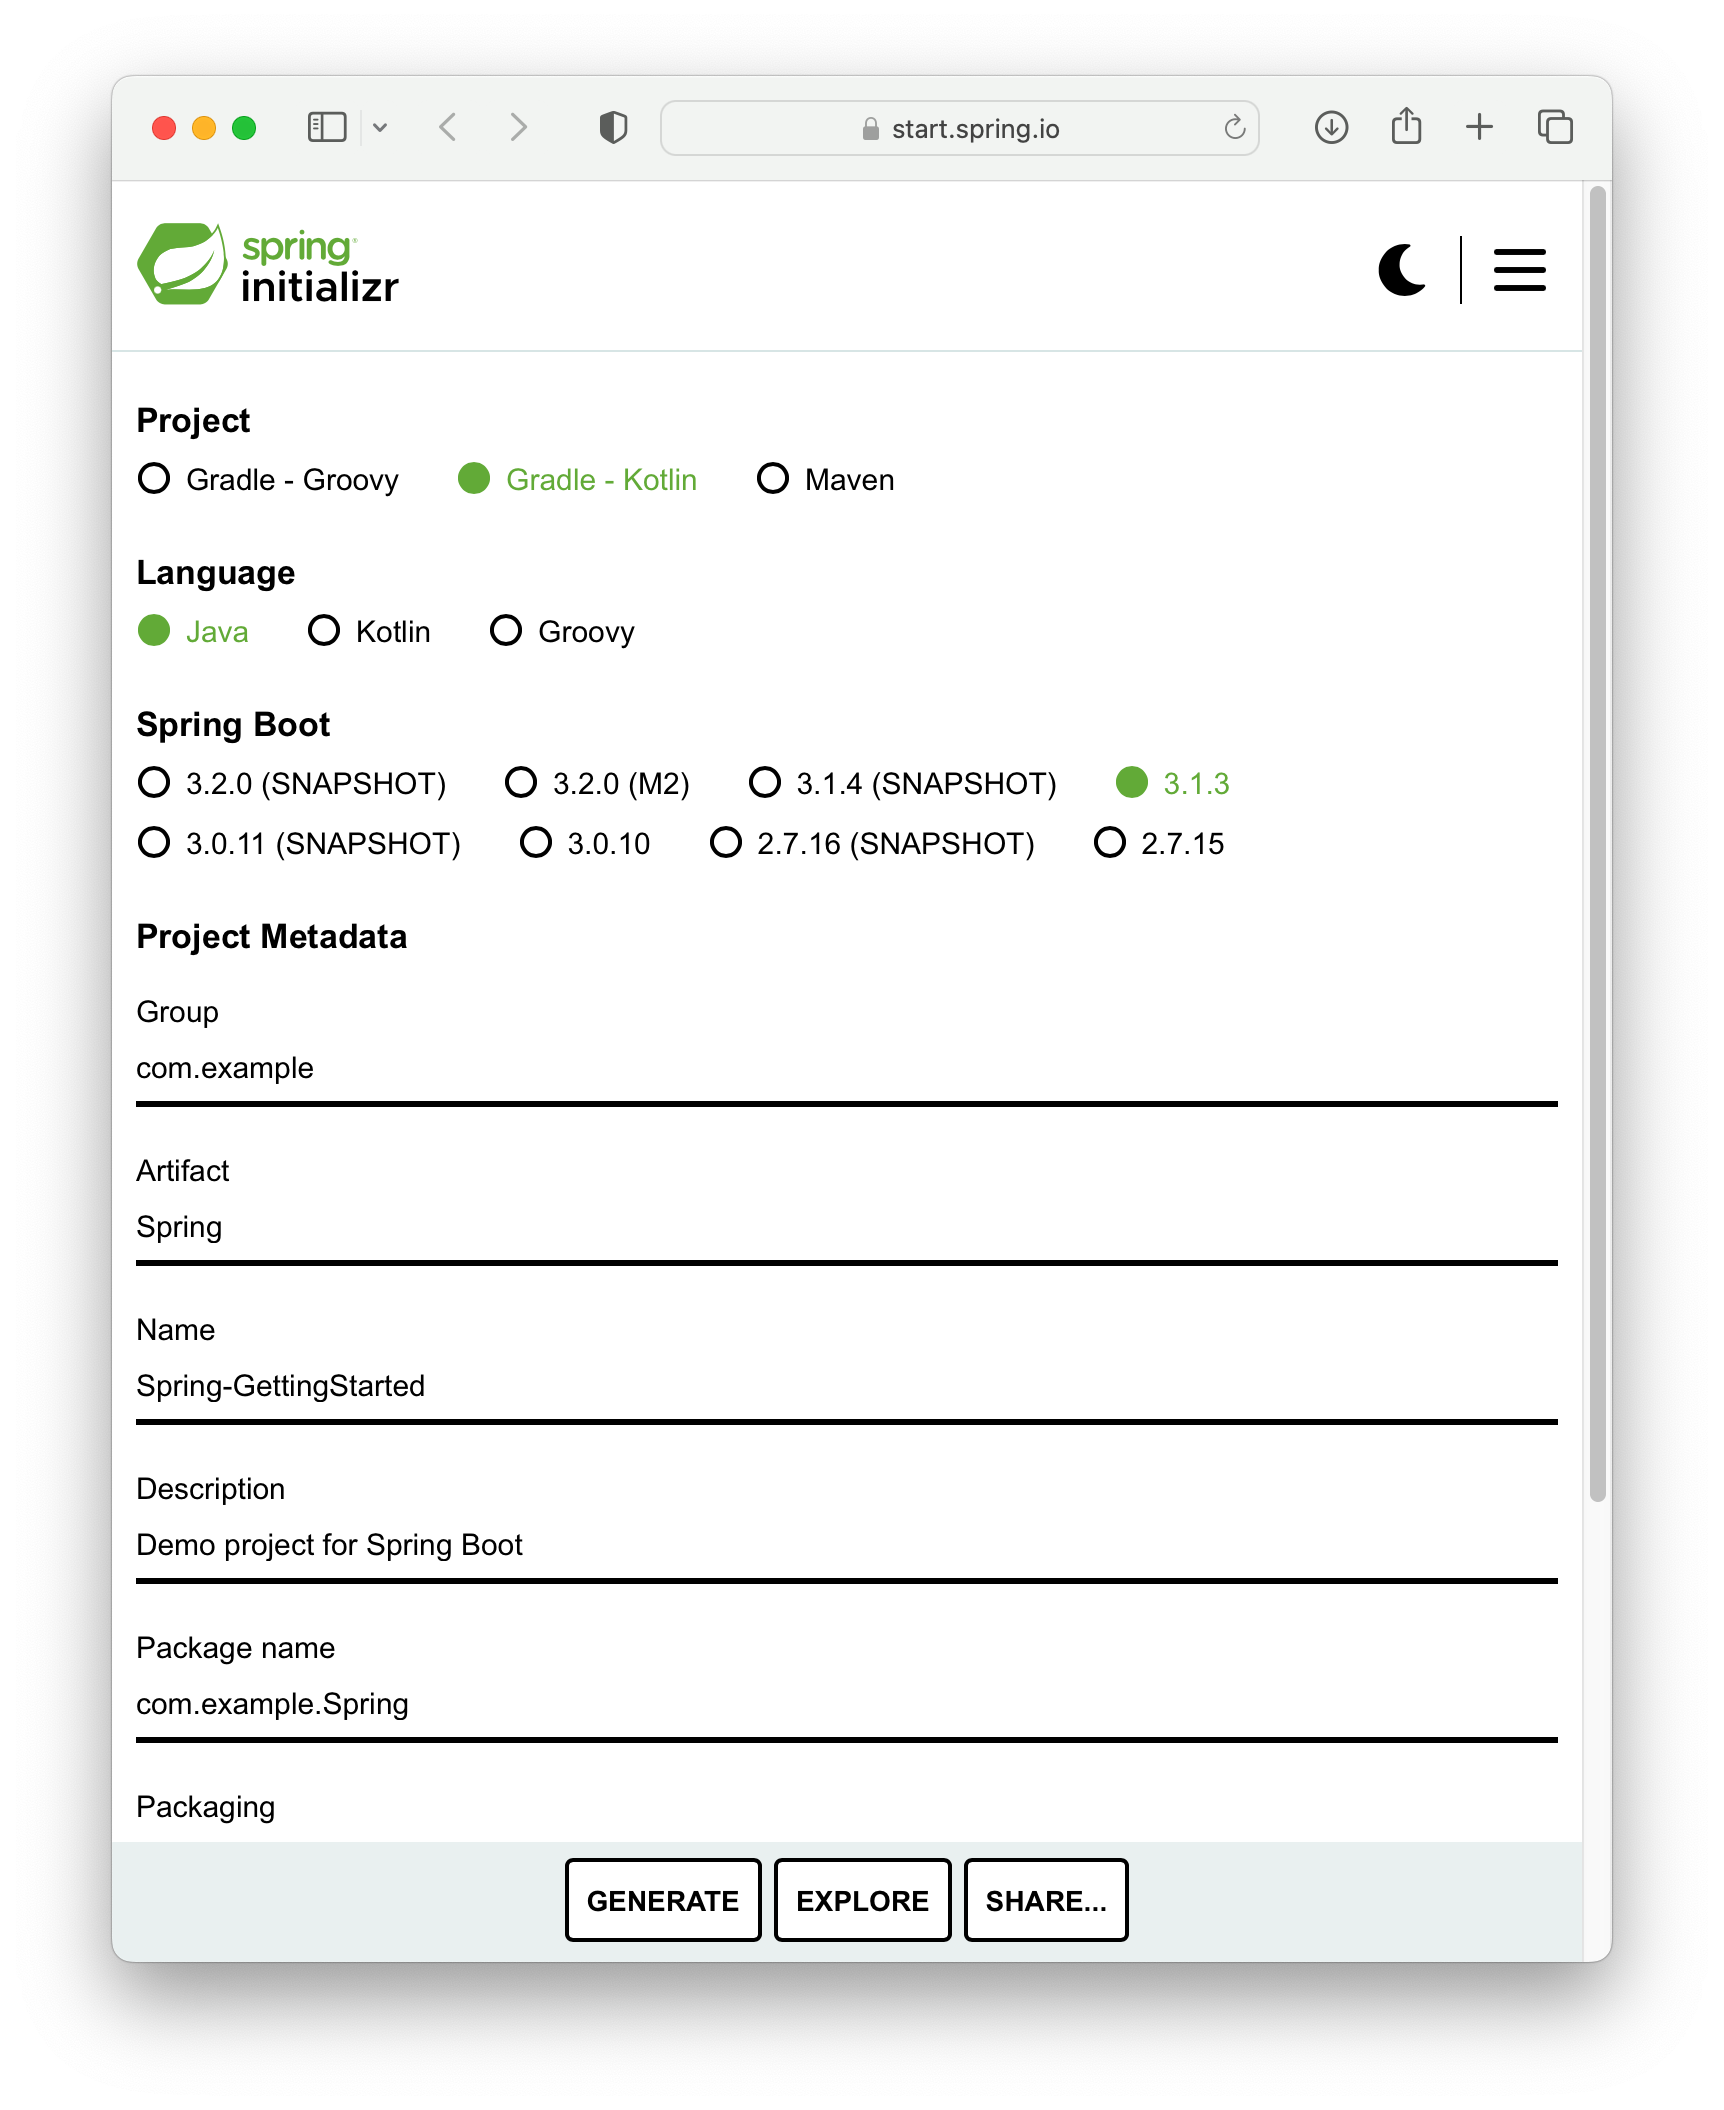 start.spring.io
spring
initializr
Project
Gradle - Groovy Gradle - Kotlin Maven
Language
Java Kotlin Groovy
Spring Boot
3.2.0 (SNAPSHOT) 3.2.0 (M2) 3.1.4 (SNAPSHOT) 3.1.3
3.0.11 (SNAPSHOT) 3.0.10 2.7.16 (SNAPSHOT) 2.7.15
Project Metadata
Group
com.example
Artifact
Spring
Name
Spring-GettingStarted
Description
Demo project for Spring Boot
Package name
com.example.Spring
Packaging
GENERATE EXPLORE SHARE...